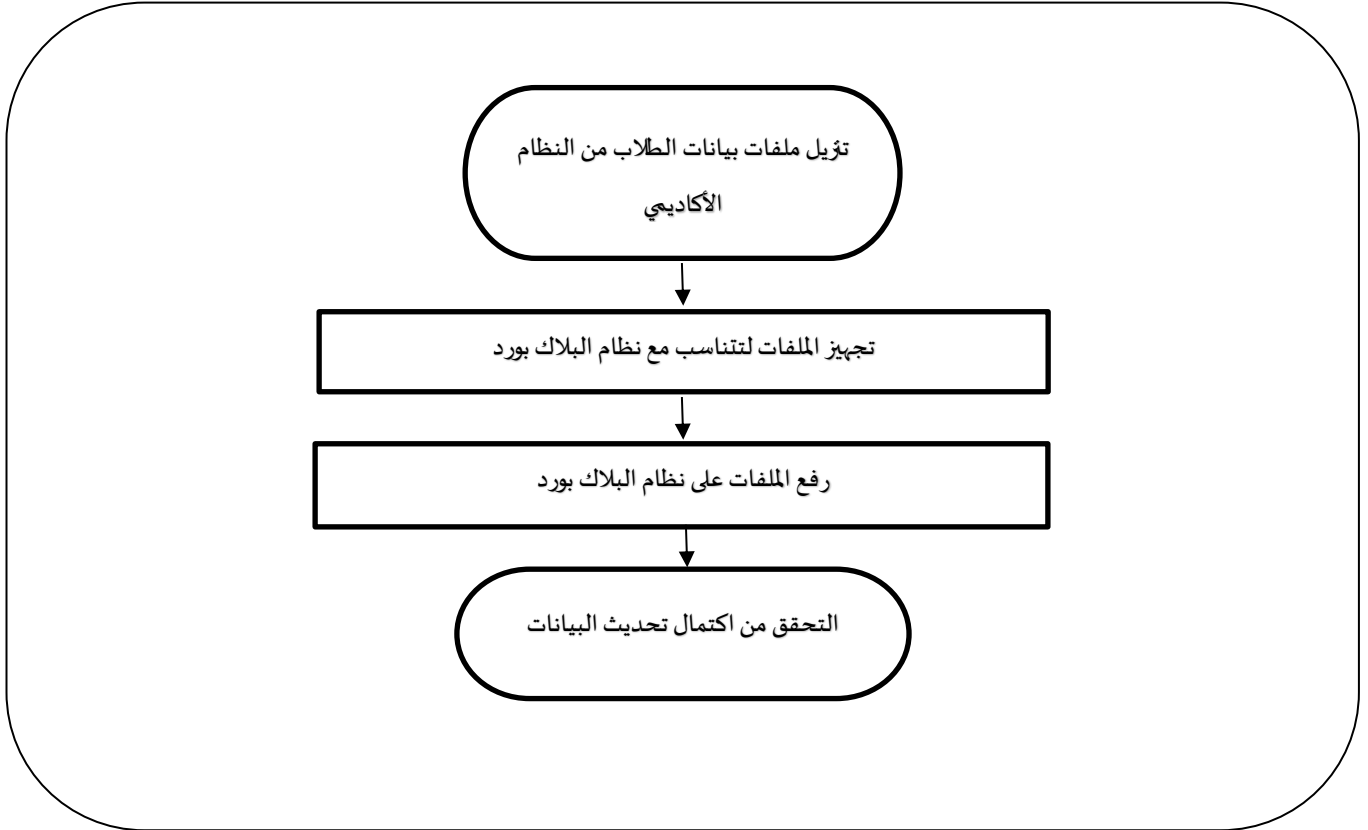 تنزيل ملفات بيانات الطلاب من النظام
الأكاديمي
تجهيز الملفات لتتناسب مع نظام البلاك بورد
رفع الملفات على نظام البلاك بورد
التحقق من اكتمال تحديث البيانات